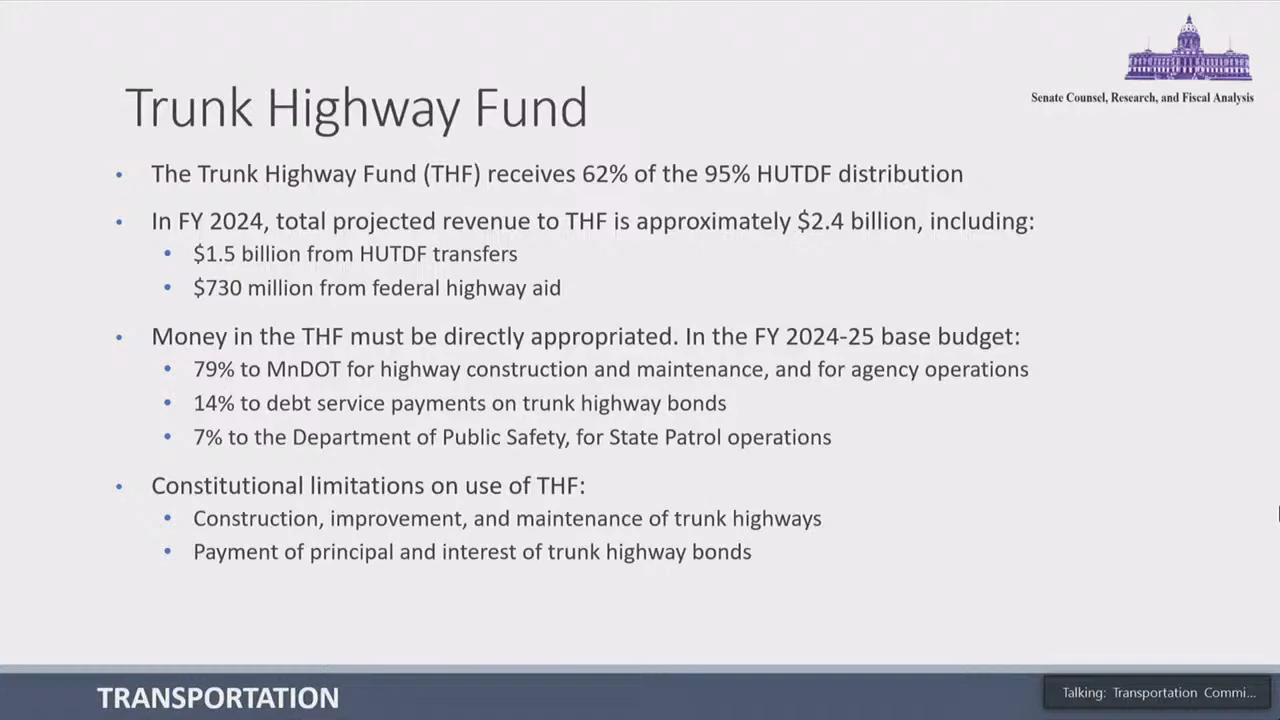 Senate Counsel, Research, and Fiscal Analysis
Trunk Highway Fund
• The Trunk Highway Fund (THF) receives 62% of the 95% HUTDF distribution
• In FY 2024, total projected revenue to THF is approximately $2.4 billion, including:
• $1.5 billion from HUTDF transfers
• $730 million from federal highway aid
• Money in the THF must be directly appropriated. In the FY 2024-25 base budget:
• 79% to MnDOT for highway construction and maintenance, and for agency operations
• 14% to debt service payments on trunk highway bonds
• 7% to the Department of Public Safety, for State Patrol operations
• Constitutional limitations on use of THF:
• Construction, improvement, and maintenance of trunk highways
• Payment of principal and interest of trunk highway bonds
TRANSPORTATION
Talking: Transportation Commi...